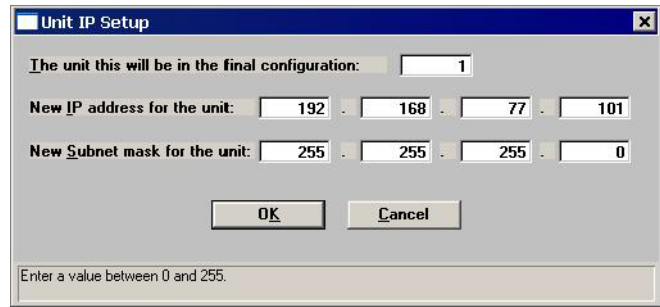 Unit IP Setup
The unit this will be in the final configuration: 1
New IP address for the unit: 192 . 168 . 77 . 101
New Subnet mask for the unit: 255 . 255 . 255 . 0
OK Cancel
Enter a value between 0 and 255.